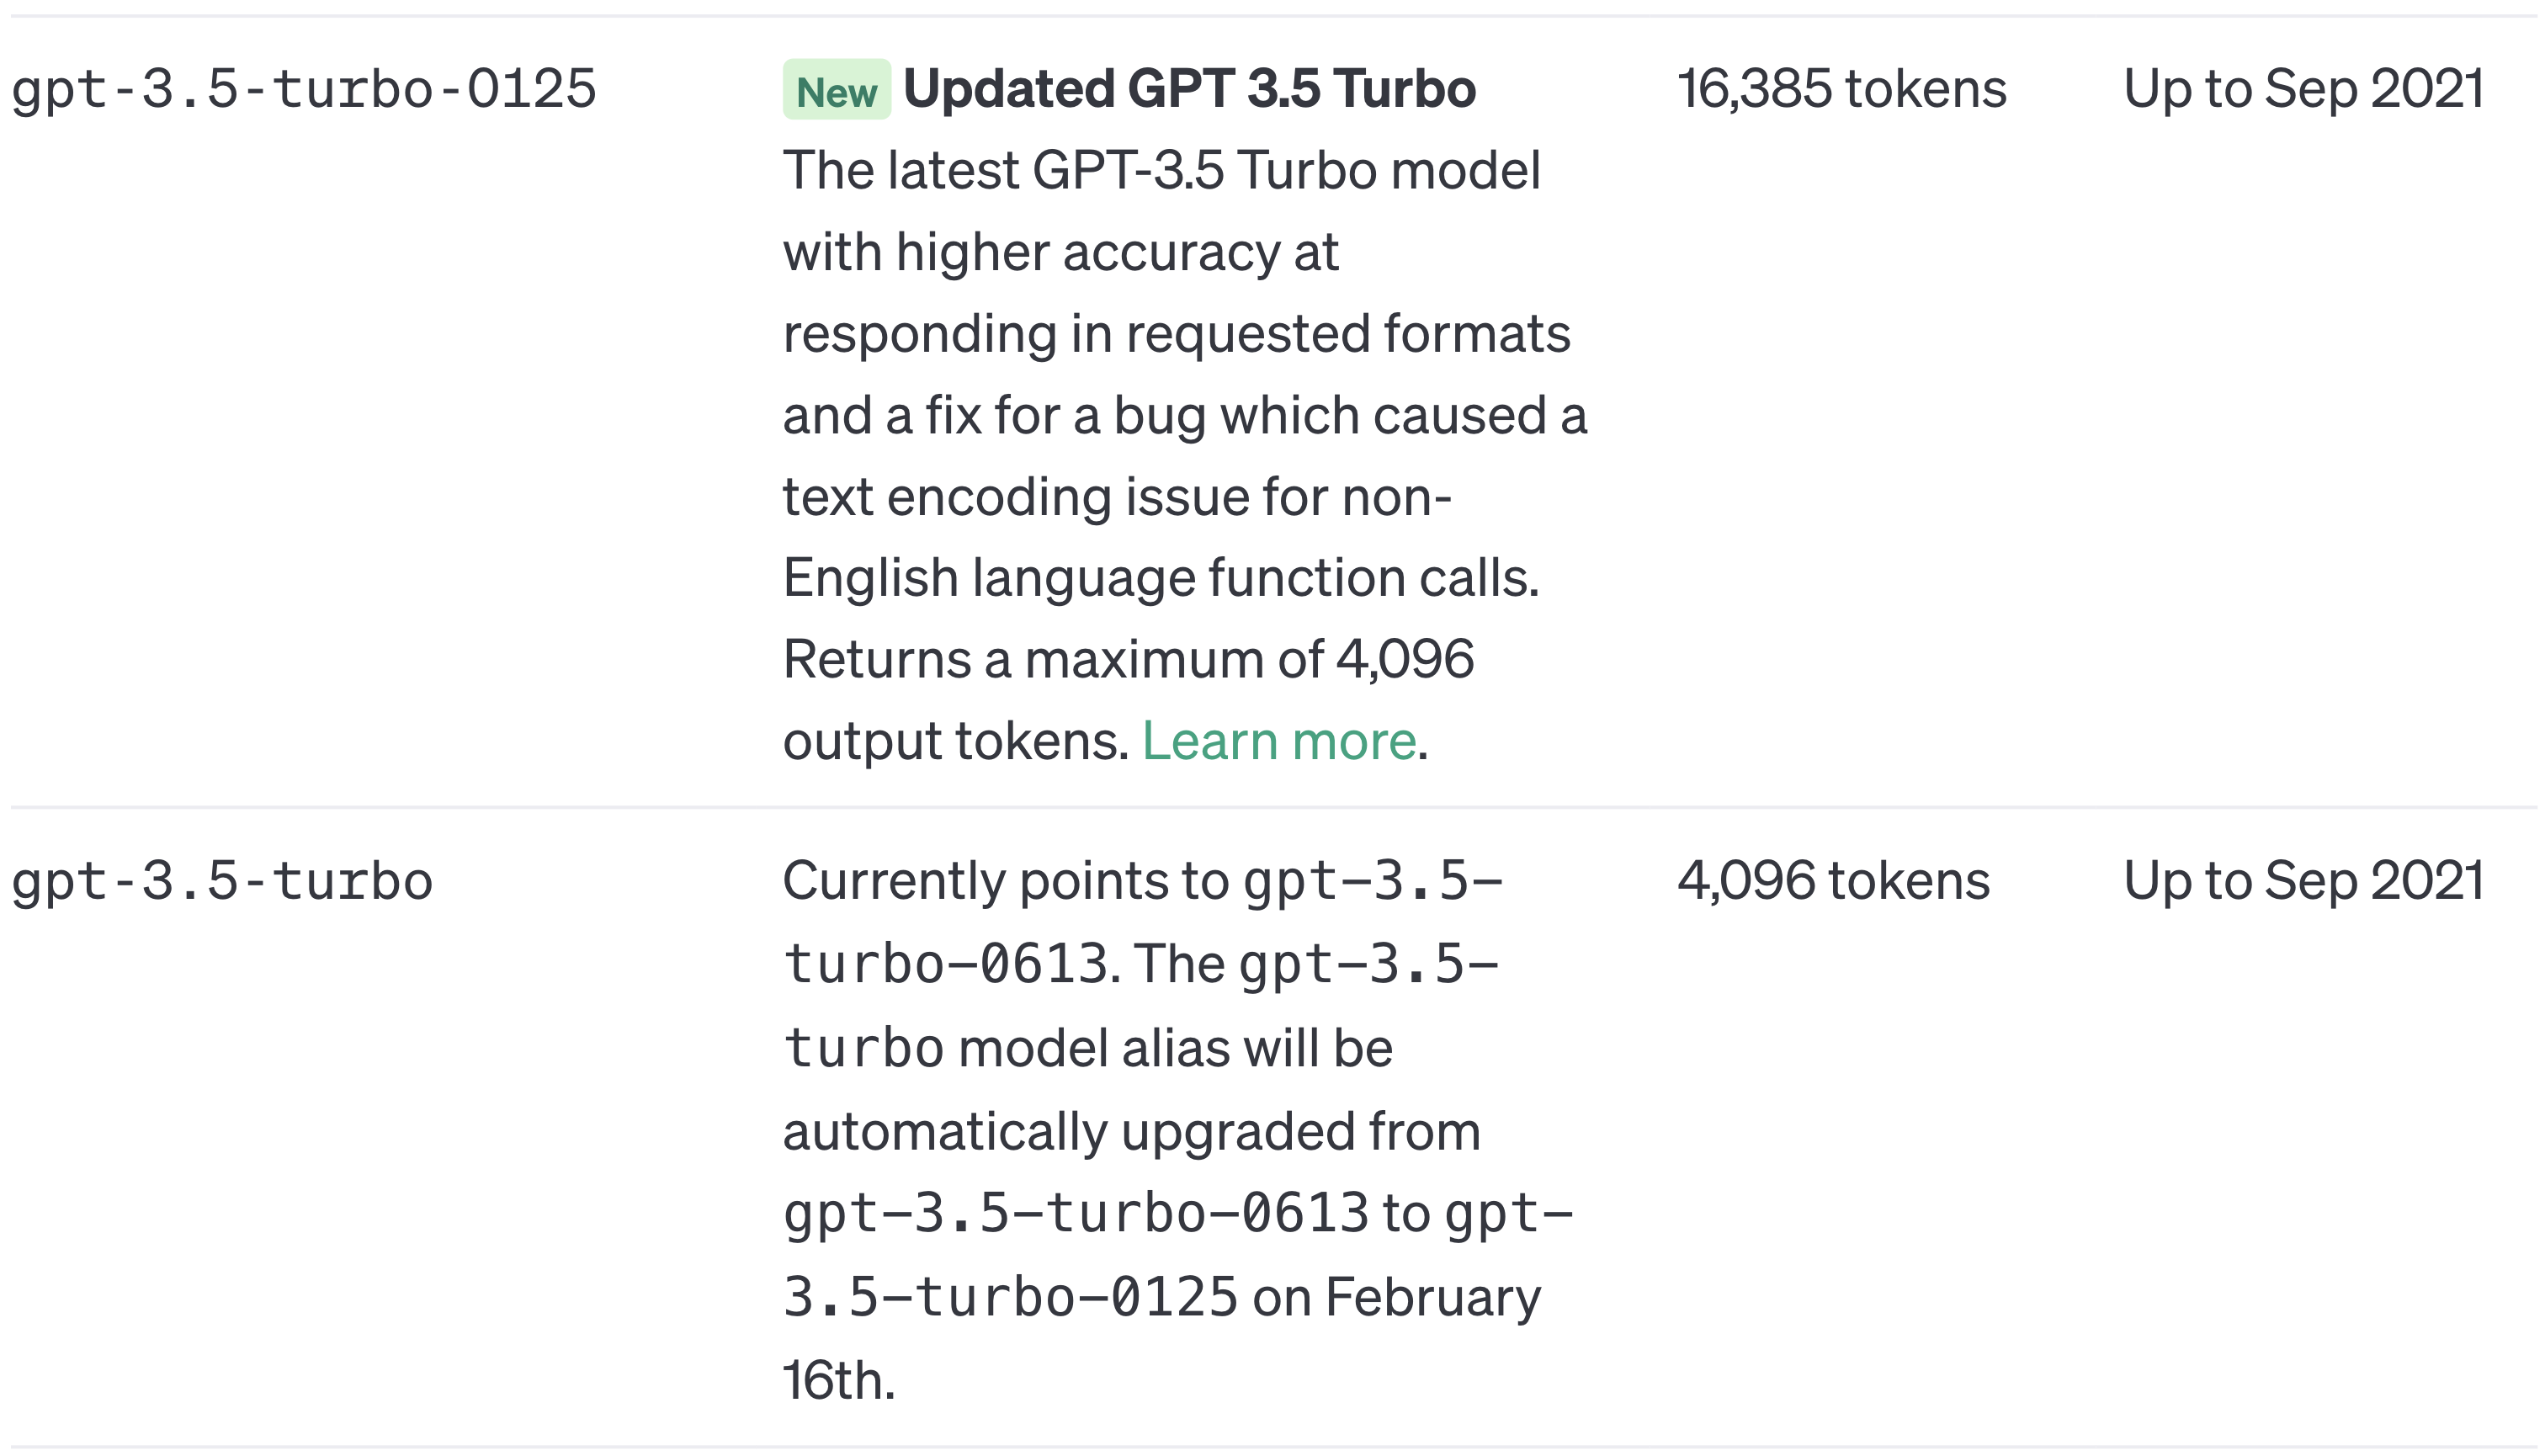 gpt-3.5-turbo-0125 New Updated GPT 3.5 Turbo 16,385 tokens Up to Sep 2021
The latest GPT-3.5 Turbo model
with higher accuracy at
responding in requested formats
and a fix for a bug which caused a
text encoding issue for non-
English language function calls.
Returns a maximum of 4,096
output tokens. Learn more.
gpt-3.5-turbo Currently points to gpt-3.5- 4,096 tokens Up to Sep 2021
turbo-0613. The gpt-3.5-
turbo model alias will be
automatically upgraded from
gpt-3.5-turbo-0613 to gpt-
3.5-turbo-0125 on February
16th.